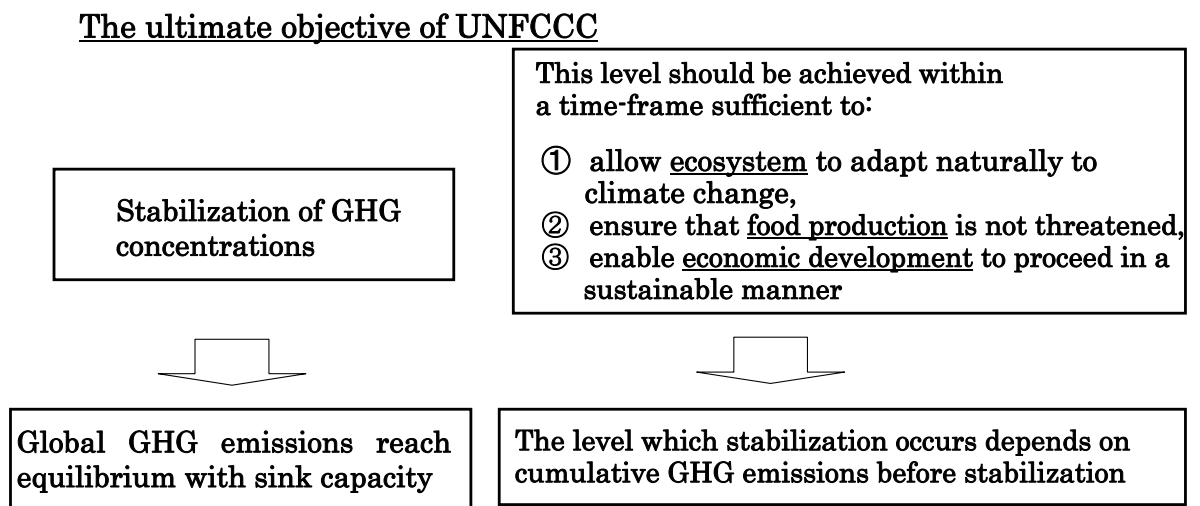 The ultimate objective of UNFCCC
Stabilization of GHG
concentrations
This level should be achieved within
a time-frame sufficient to:
① allow ecosystem to adapt naturally to
climate change,
② ensure that food production is not threatened,
③ enable economic development to proceed in a
sustainable manner
Global GHG emissions reach
equilibrium with sink capacity
The level which stabilization occurs depends on
cumulative GHG emissions before stabilization